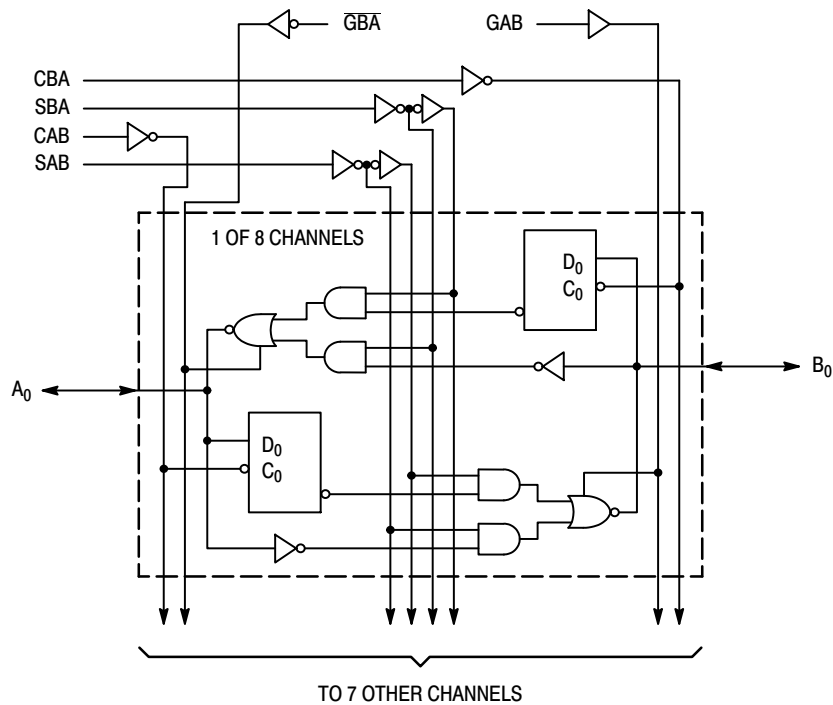 GBA GAB
CBA
SBA
CAB
SAB
1 OF 8 CHANNELS
D0
C0
A0
B0
D0
C0
TO 7 OTHER CHANNELS